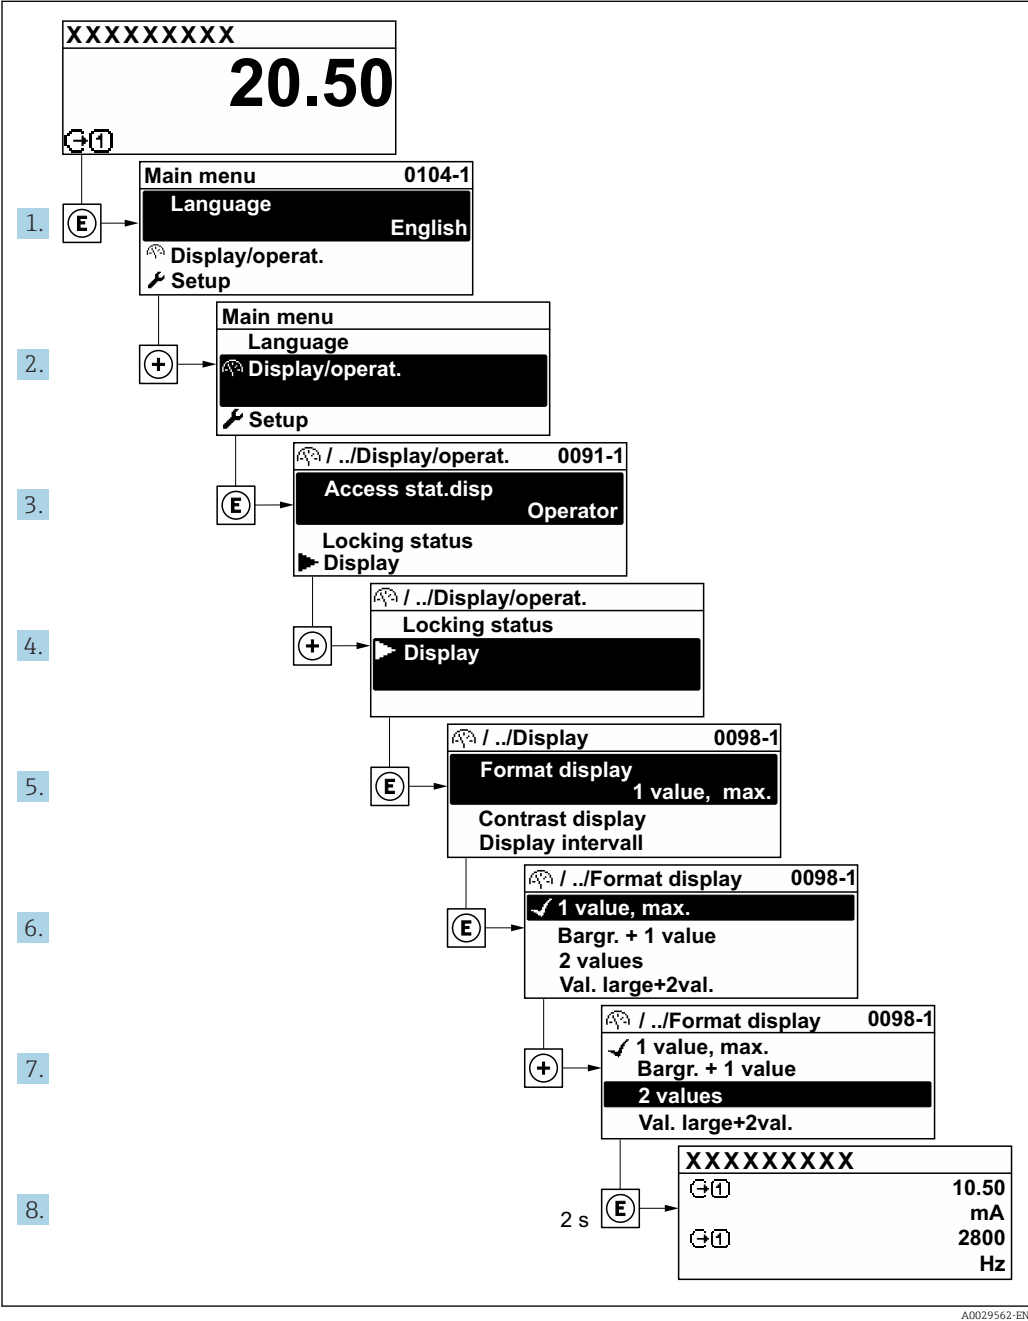 XXXXXXXXX
20.50
1
Main menu 0104-1
Language
English
Display/operat.
Setup
1. E
Main menu
Language
Display/operat.
Setup
2. +
/ ../Display/operat. 0091-1
Access stat.disp
Operator
Locking status
Display
3. E
/ ../Display/operat.
Locking status
Display
4. +
/ ../Display 0098-1
Format display
1 value, max.
Contrast display
Display intervall
5. E
/ ../Format display 0098-1
1 value, max.
Bargr. + 1 value
2 values
Val. large+2val.
6. E
/ ../Format display 0098-1
1 value, max.
Bargr. + 1 value
2 values
Val. large+2val.
7. +
XXXXXXXXX
1 10.50
mA
1 2800
Hz
8. 2 s E
A0029562-EN